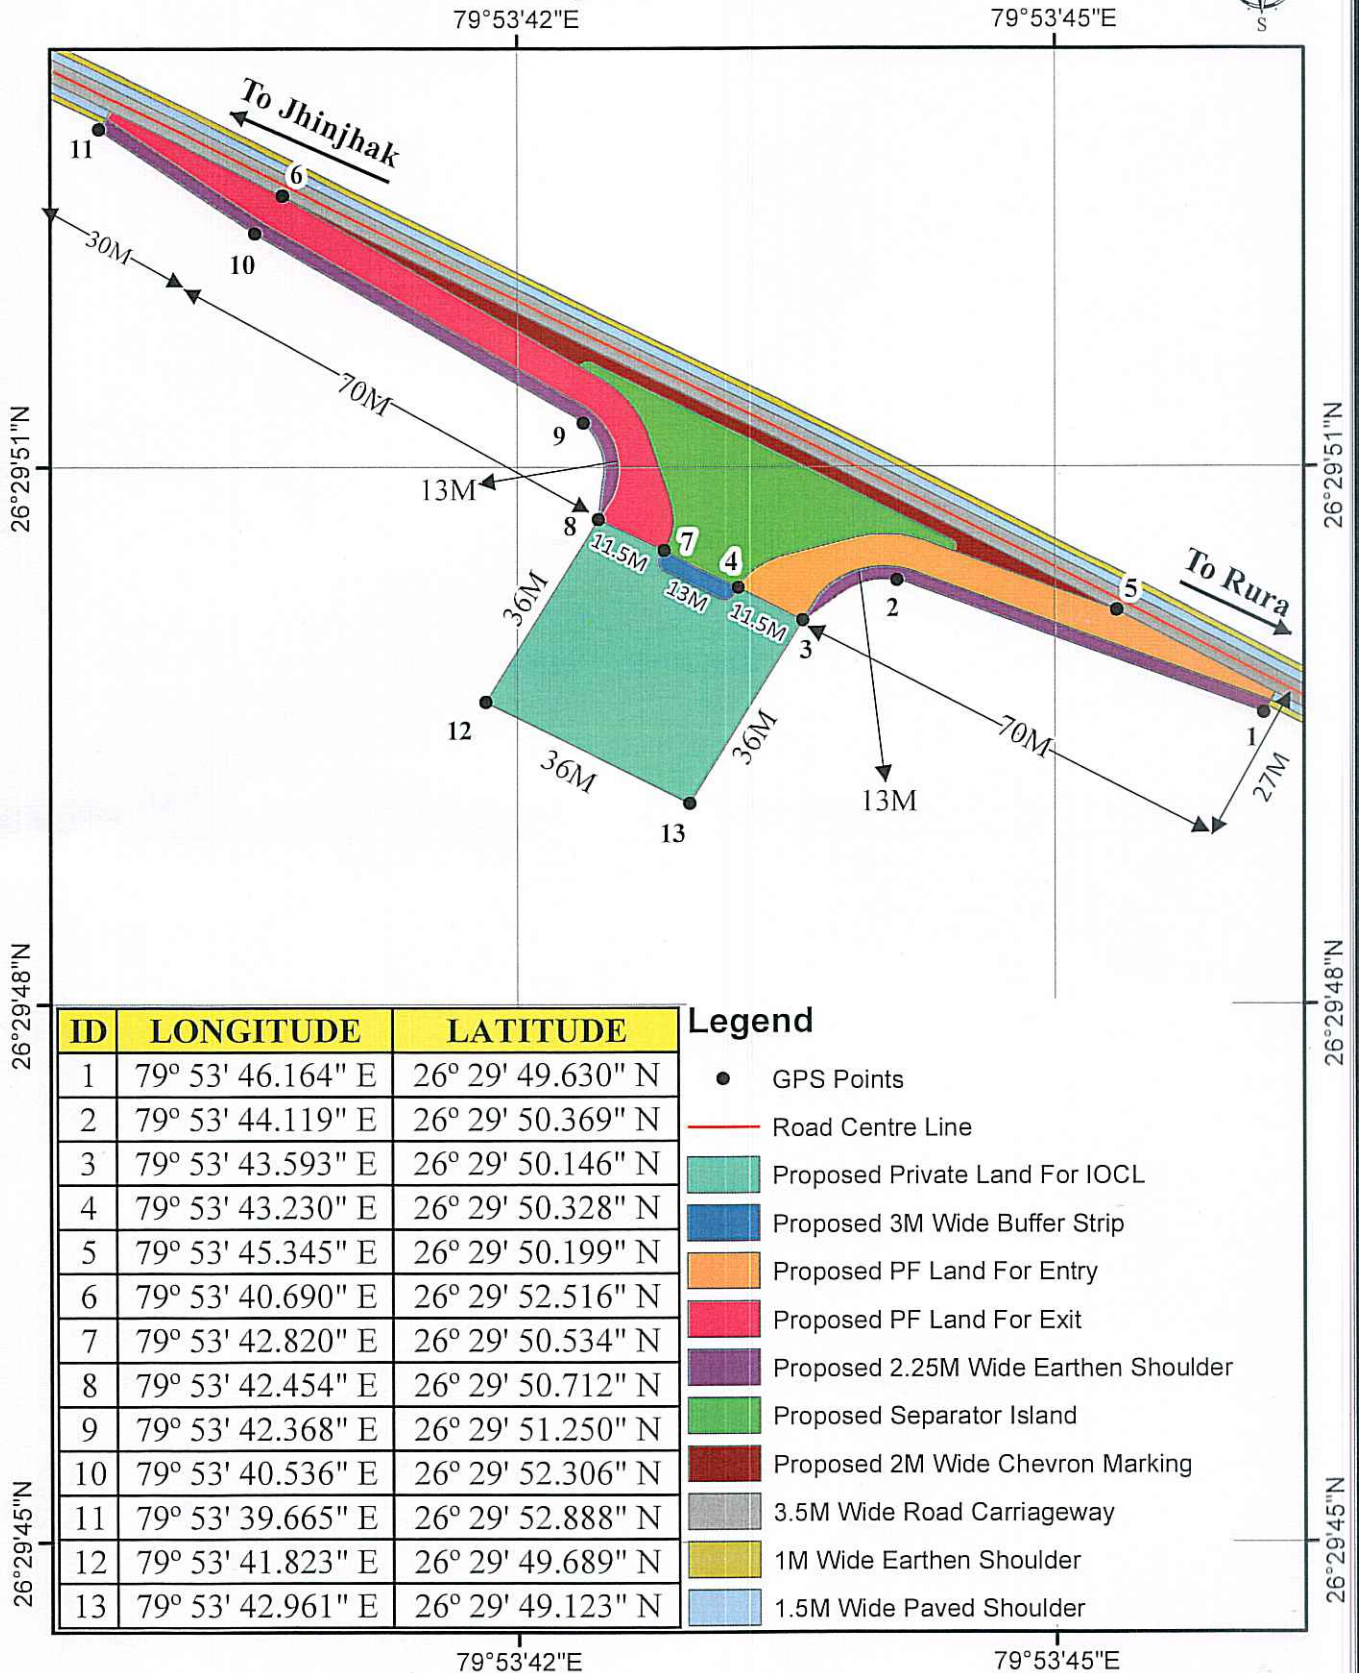 79°53'42"E 79°53'45"E
S
To Jhinjhak
11
6
10
30M
70M
9
26°29'51"N 26°29'51"N
13M
8
7
4
11.5M
13M
11.5M
To Rura
5
2
3
36M
36M
12
36M
13
70M
1
27M
13M
26°29'48"N 26°29'48"N
ID LONGITUDE LATITUDE
1 79° 53' 46.164" E 26° 29' 49.630" N
2 79° 53' 44.119" E 26° 29' 50.369" N
3 79° 53' 43.593" E 26° 29' 50.146" N
4 79° 53' 43.230" E 26° 29' 50.328" N
5 79° 53' 45.345" E 26° 29' 50.199" N
6 79° 53' 40.690" E 26° 29' 52.516" N
7 79° 53' 42.820" E 26° 29' 50.534" N
8 79° 53' 42.454" E 26° 29' 50.712" N
9 79° 53' 42.368" E 26° 29' 51.250" N
10 79° 53' 40.536" E 26° 29' 52.306" N
11 79° 53' 39.665" E 26° 29' 52.888" N
12 79° 53' 41.823" E 26° 29' 49.689" N
13 79° 53' 42.961" E 26° 29' 49.123" N
Legend
GPS Points
Road Centre Line
Proposed Private Land For IOCL
Proposed 3M Wide Buffer Strip
Proposed PF Land For Entry
Proposed PF Land For Exit
Proposed 2.25M Wide Earthen Shoulder
Proposed Separator Island
Proposed 2M Wide Chevron Marking
3.5M Wide Road Carriageway
1M Wide Earthen Shoulder
1.5M Wide Paved Shoulder
26°29'45"N 26°29'45"N
79°53'42"E 79°53'45"E